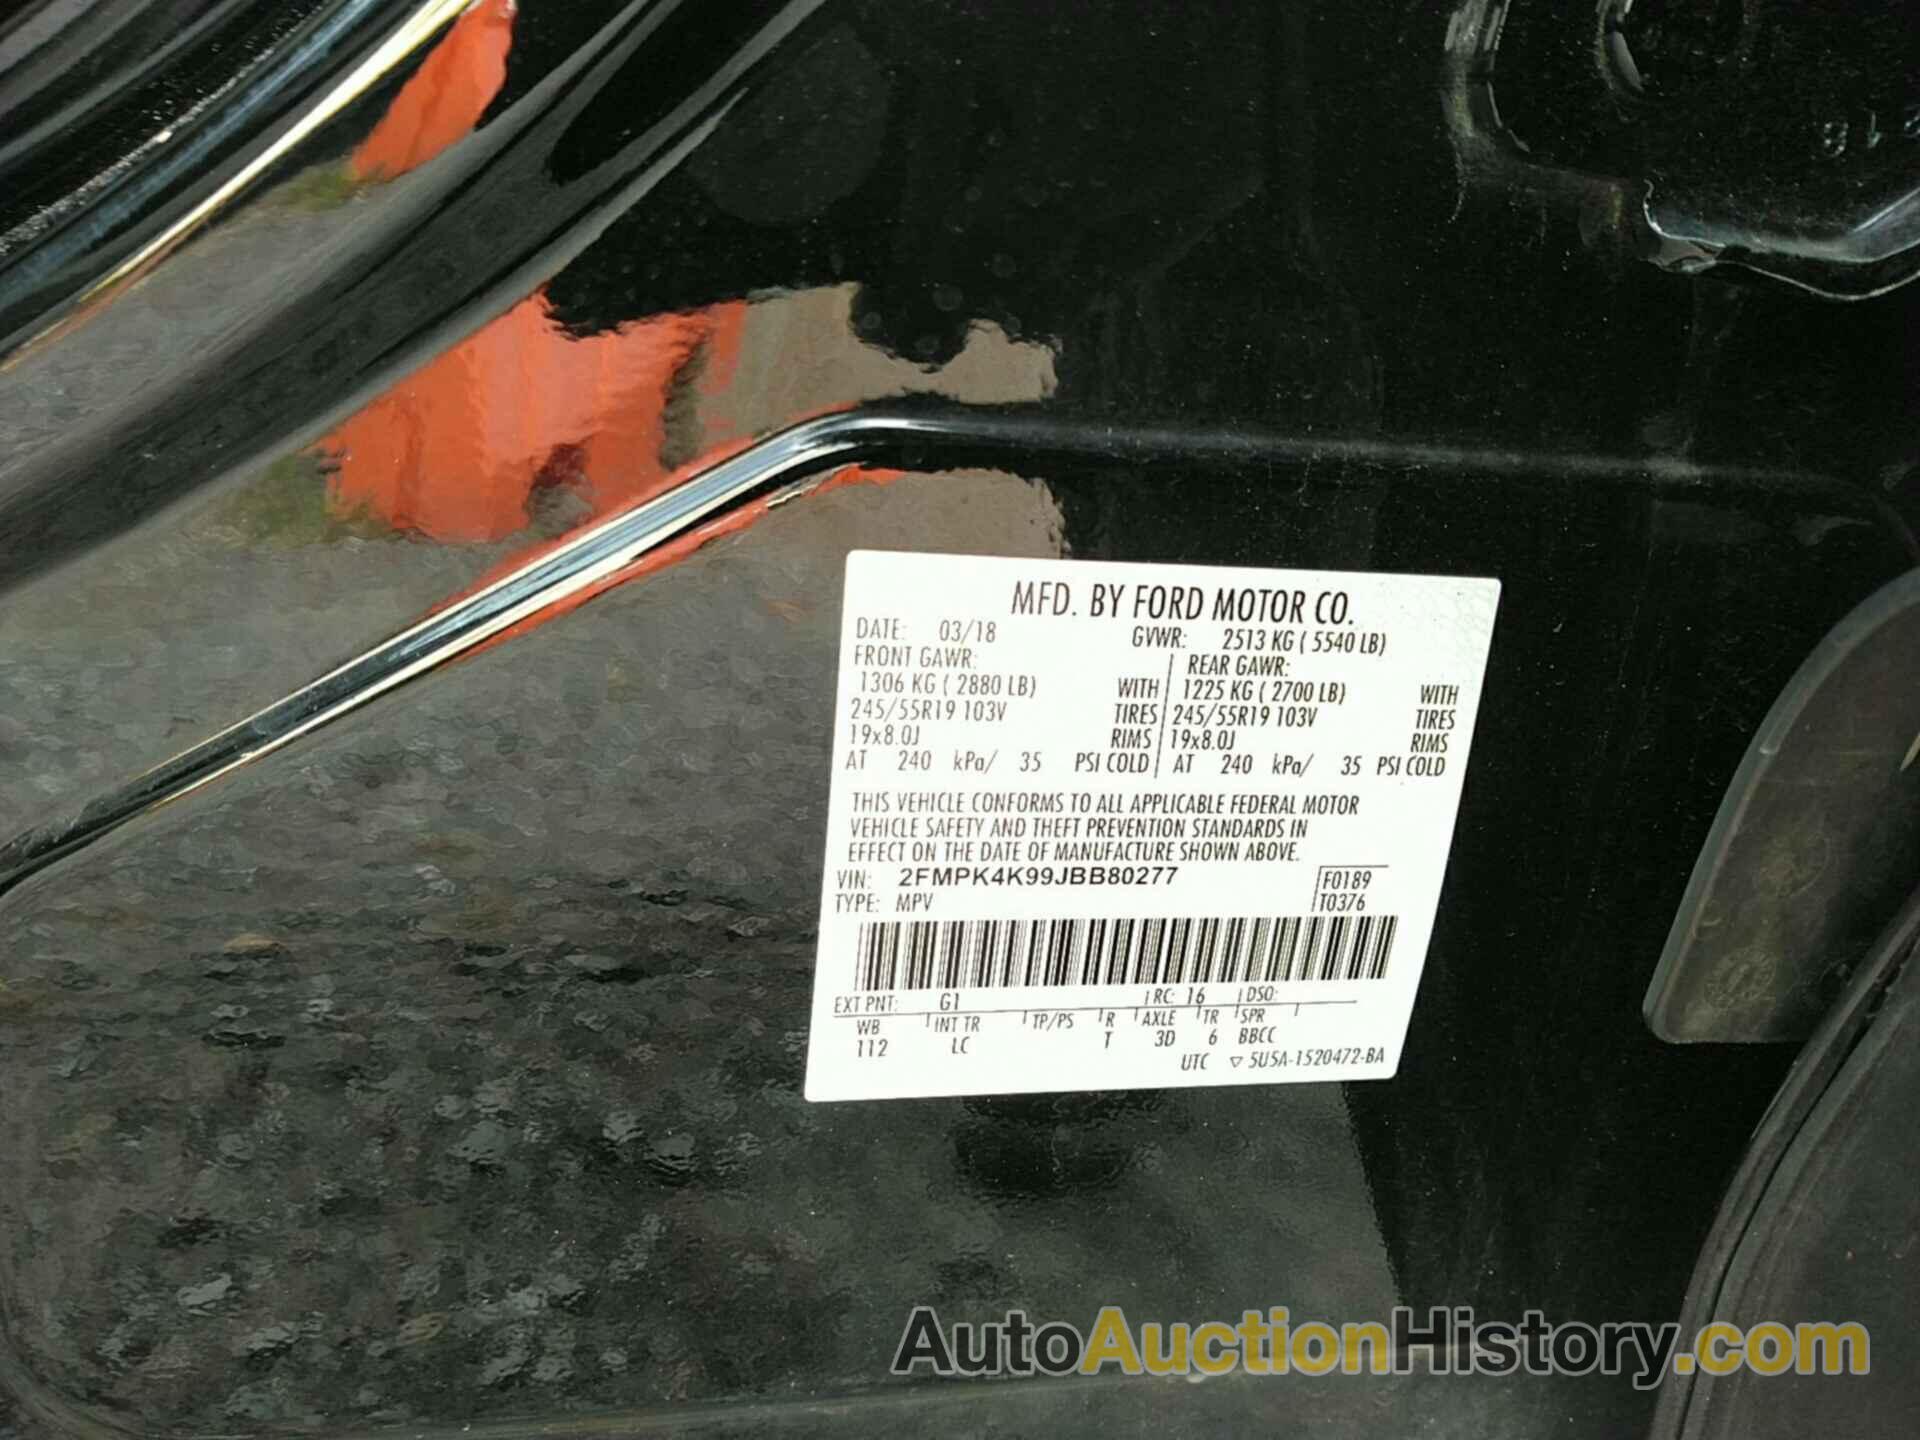 MFD. BY FORD MOTOR CO.
DATE: 03/18 GVWR: 2513 KG ( 5540 LB)
FRONT GAWR: REAR GAWR:
1306 KG ( 2880 LB) WITH 1225 KG ( 2700 LB) WITH
245/55R19 103V TIRES 245/55R19 103V TIRES
19x8.0J RIMS 19x8.0J RIMS
AT 240 kPa/ 35 PSI COLD AT 240 kPa/ 35 PSI COLD
THIS VEHICLE CONFORMS TO ALL APPLICABLE FEDERAL MOTOR
VEHICLE SAFETY AND THEFT PREVENTION STANDARDS IN
EFFECT ON THE DATE OF MANUFACTURE SHOWN ABOVE.
VIN: 2FMPK4K99JBB80277 F0189
TYPE: MPV T0376
EXT PNT: G1 RC: 16 DSO:
WB INT TR TP/PS R AXLE TR SPR
112 LC T 3D 6 BBCC
UTC ▽ 5U5A-1520472-BA
AutoAuctionHistory.com